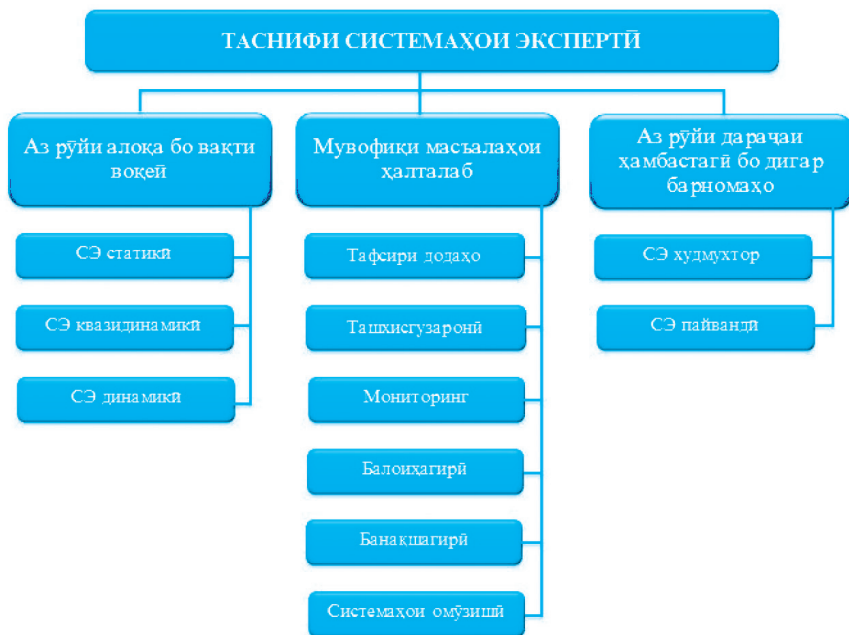 ТАСНИФИ СИСТЕМАҲОИ ЭКСПЕРТӢ
Аз рӯйи алоқа бо вақти
воқеӣ
СЭ статикӣ
СЭ квазидинамикӣ
СЭ динамикӣ
Мувофиқи масъалаҳои
ҳалталаб
Тафсири додаҳо
Ташхисгузаронӣ
Мониторинг
Балоиҳагирӣ
Банақшагирӣ
Системаҳои омӯзишӣ
Аз рӯйи дараҷаи
ҳамбастагӣ бо дигар
барномаҳо
СЭ худмухтор
СЭ пайвандӣ